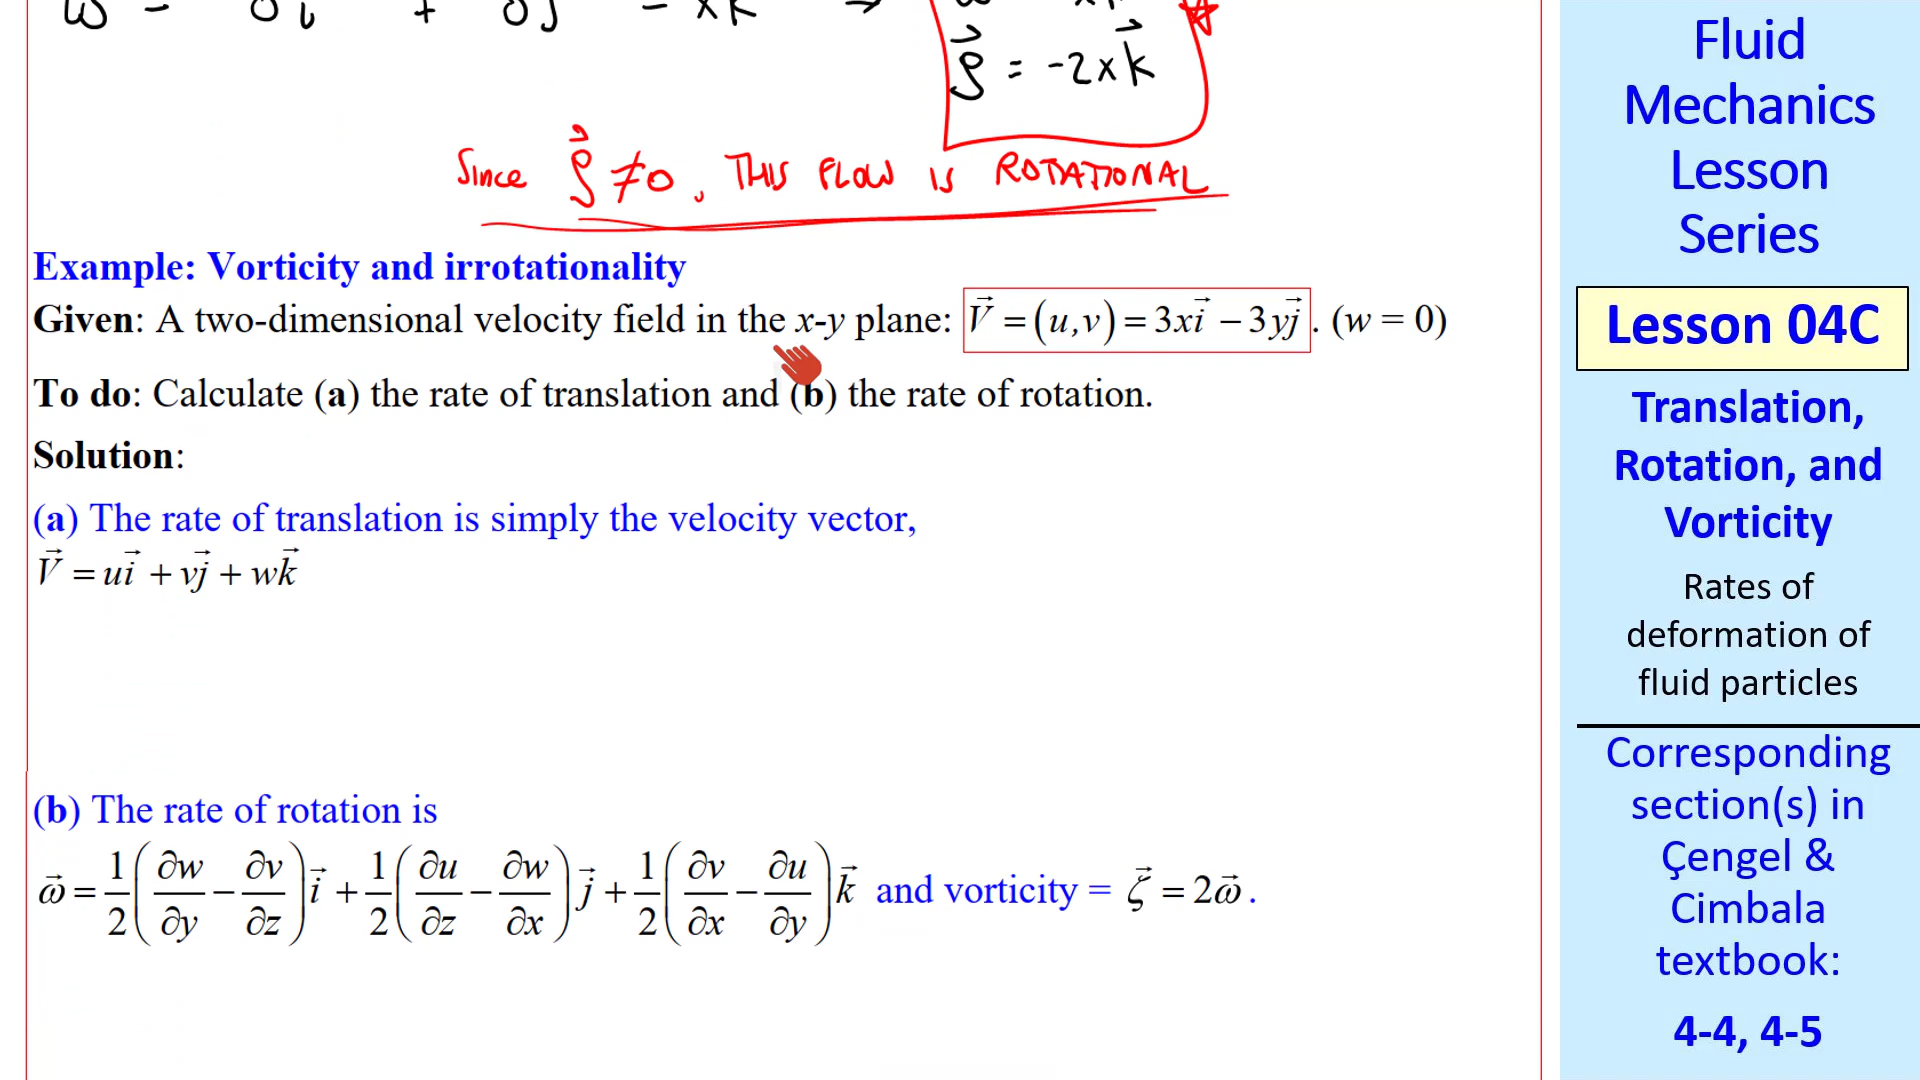 ζ⃗ = -2xk⃗
Since ζ⃗ ≠ 0, THIS FLOW IS ROTATIONAL
Example: Vorticity and irrotationality
Given: A two-dimensional velocity field in the x-y plane: V⃗ = (u,v) = 3xi⃗ − 3yj⃗. (w = 0)
To do: Calculate (a) the rate of translation and (b) the rate of rotation.
Solution:
(a) The rate of translation is simply the velocity vector,
V⃗ = ui⃗ + vj⃗ + wk⃗
(b) The rate of rotation is
ω⃗ = 1/2(∂w/∂y − ∂v/∂z)i⃗ + 1/2(∂u/∂z − ∂w/∂x)j⃗ + 1/2(∂v/∂x − ∂u/∂y)k⃗ and vorticity = ζ⃗ = 2ω⃗.
Fluid
Mechanics
Lesson
Series
Lesson 04C
Translation,
Rotation, and
Vorticity
Rates of
deformation of
fluid particles
Corresponding
section(s) in
Çengel &
Cimbala
textbook:
4-4, 4-5